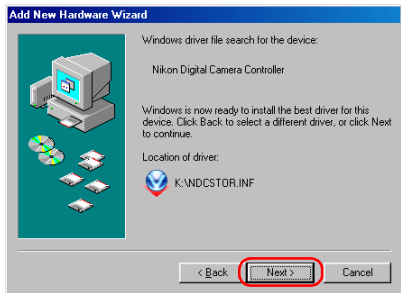 Add New Hardware Wizard
Windows driver file search for the device:
Nikon Digital Camera Controller
Windows is now ready to install the best driver for this
device. Click Back to select a different driver, or click Next
to continue.
Location of driver:
K:\NDCSTOR.INF
< Back
Next >
Cancel